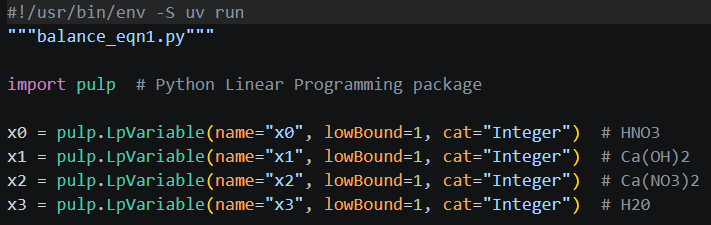 #!/usr/bin/env -S uv run
"""balance_eqn1.py"""
import pulp  # Python Linear Programming package
x0 = pulp.LpVariable(name="x0", lowBound=1, cat="Integer")  # HNO3
x1 = pulp.LpVariable(name="x1", lowBound=1, cat="Integer")  # Ca(OH)2
x2 = pulp.LpVariable(name="x2", lowBound=1, cat="Integer")  # Ca(NO3)2
x3 = pulp.LpVariable(name="x3", lowBound=1, cat="Integer")  # H20